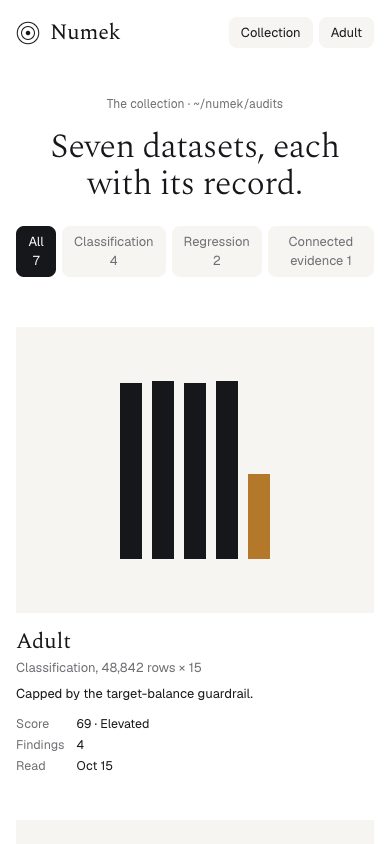 Numek
Collection
Adult
The collection · ~/numek/audits
Seven datasets, each
with its record.
All
7
Classification
4
Regression
2
Connected
evidence 1
Adult
Classification, 48,842 rows × 15
Capped by the target-balance guardrail.
Score 69 · Elevated
Findings 4
Read Oct 15